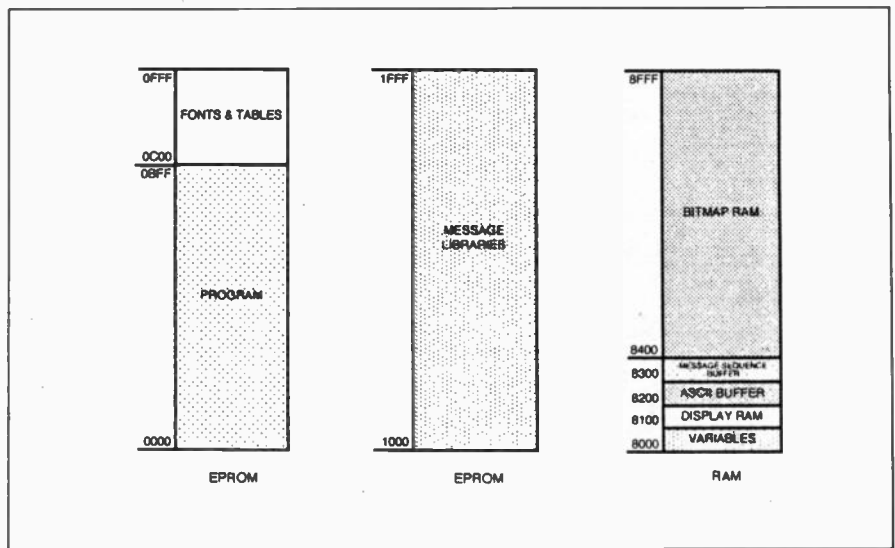 0FFF
FONTS & TABLES
0C00
0BFF
PROGRAM
0000
EPROM
1FFF
MESSAGE
LIBRARIES
1000
EPROM
8FFF
BITMAP RAM
8400
MESSAGE SEQUENCE
BUFFER
8300
ASCII BUFFER
8200
DISPLAY RAM
8100
VARIABLES
8000
RAM